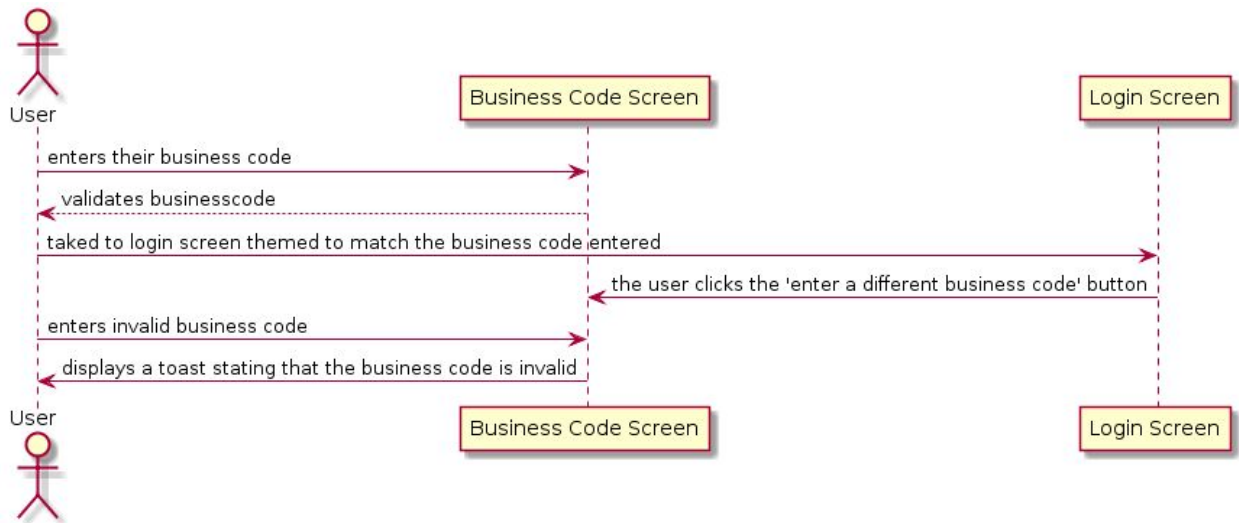 User
Business Code Screen
Login Screen
enters their business code
validates businesscode
taked to login screen themed to match the business code entered
the user clicks the 'enter a different business code' button
enters invalid business code
displays a toast stating that the business code is invalid
User
Business Code Screen
Login Screen